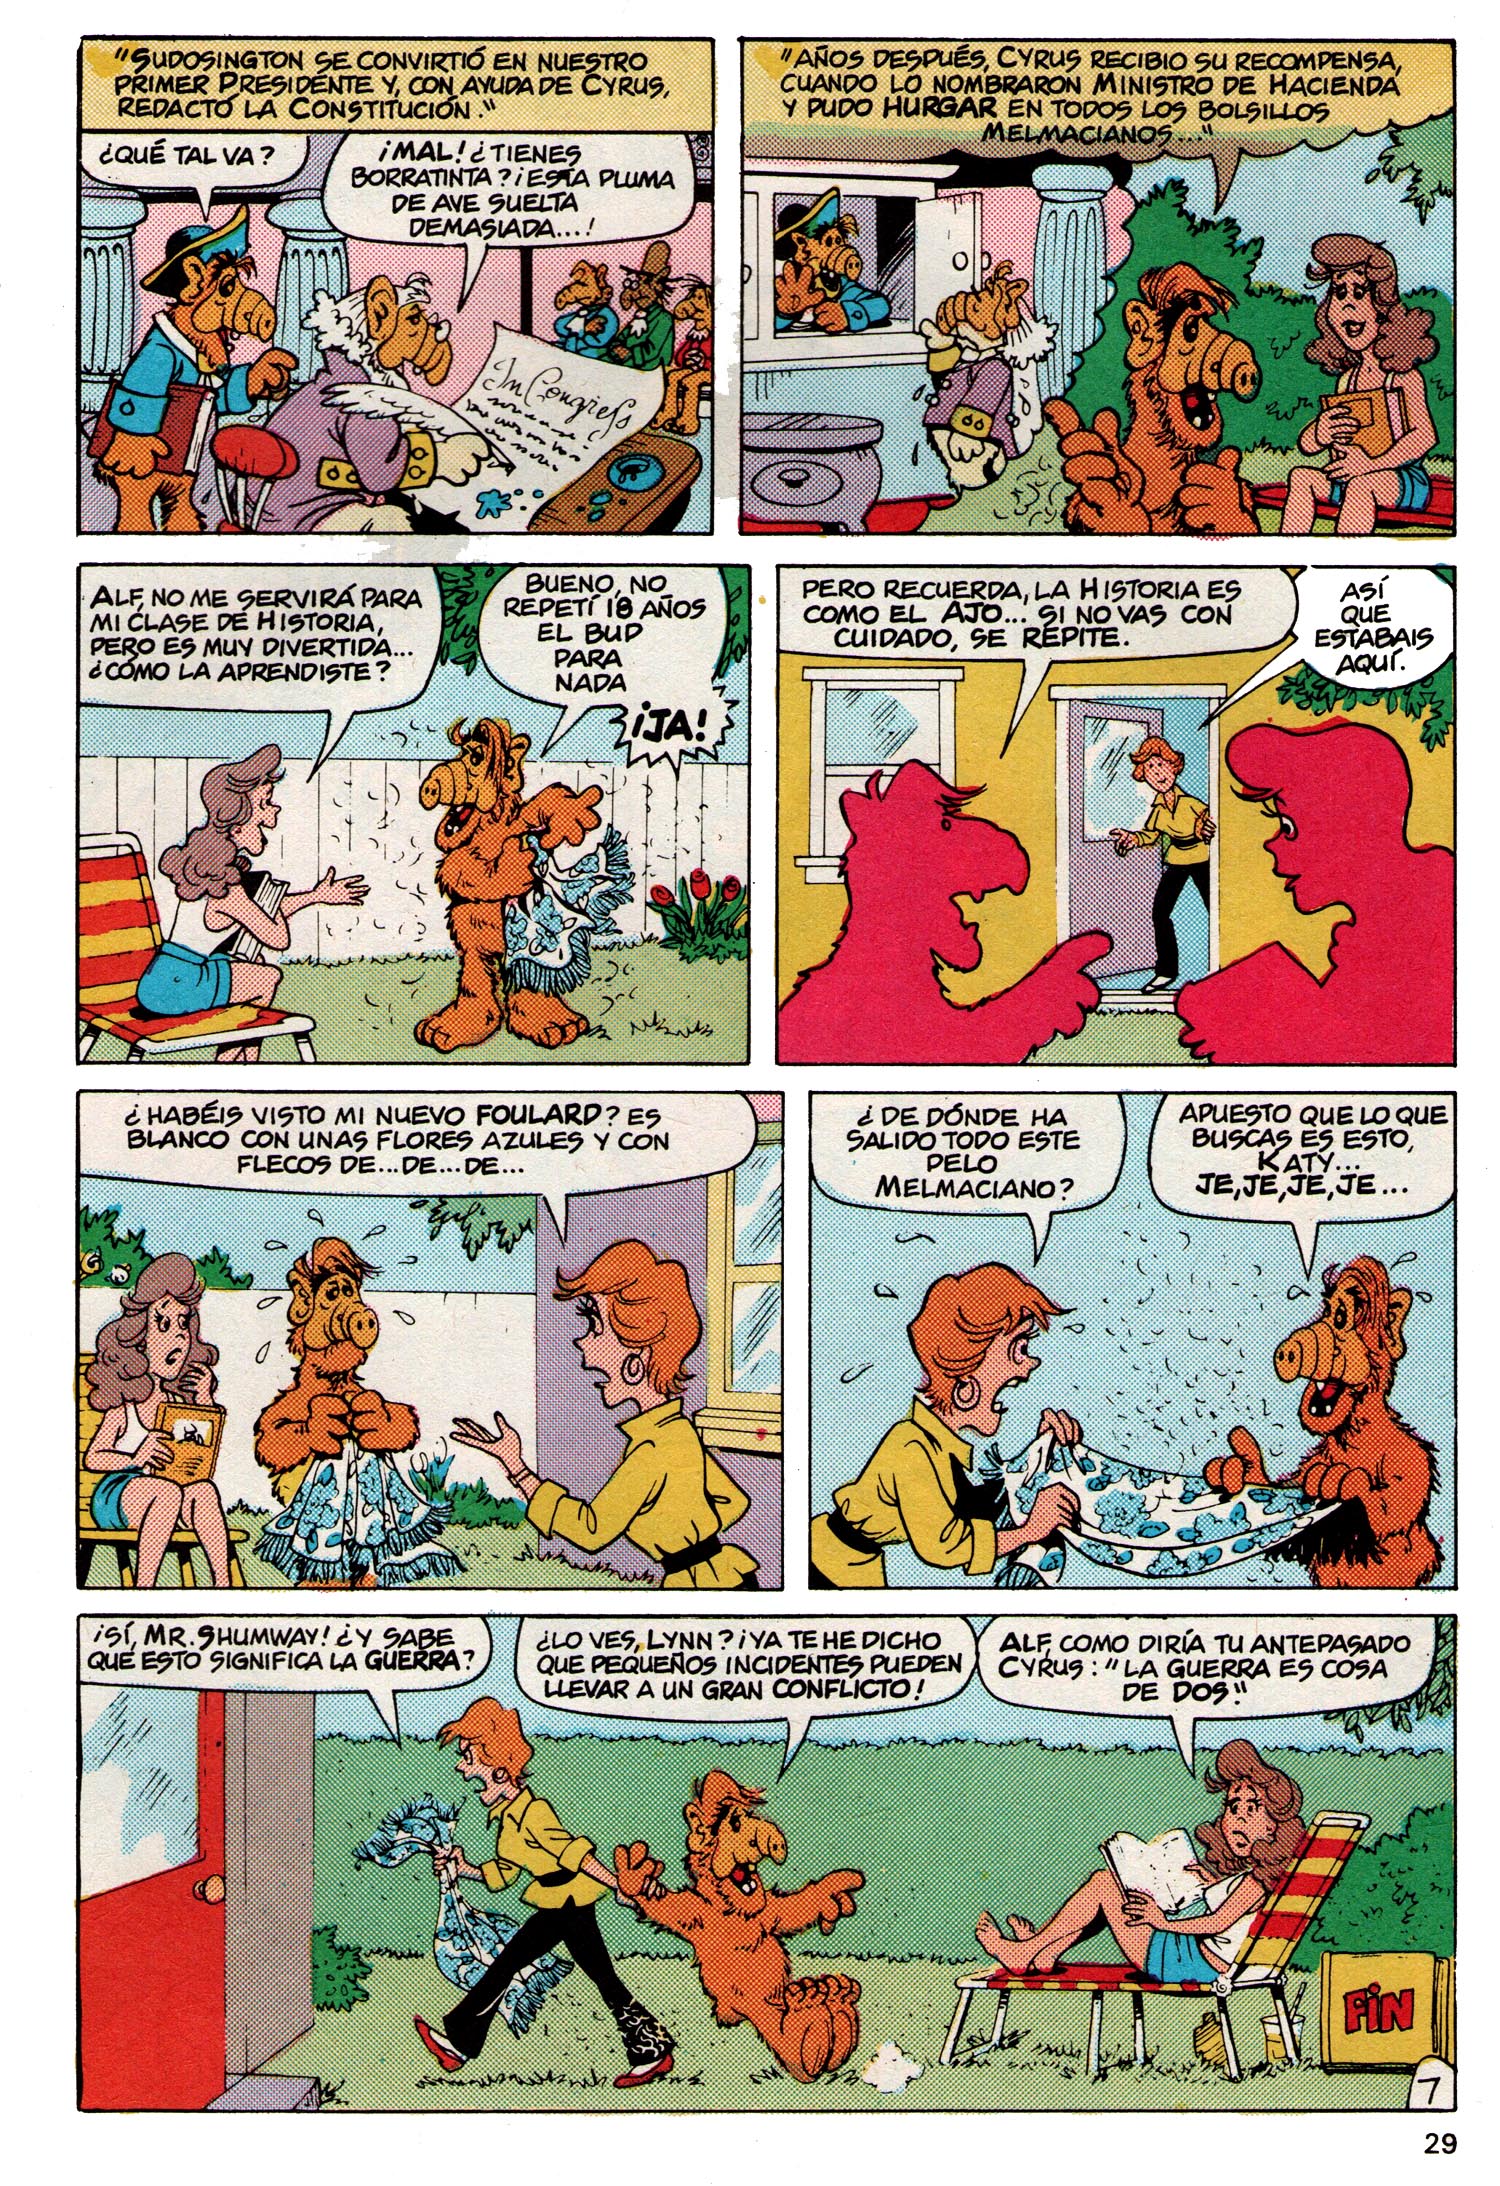 "SUDOSINGTON SE CONVIRTIÓ EN NUESTRO
PRIMER PRESIDENTE Y, CON AYUDA DE CYRUS,
REDACTÓ LA CONSTITUCIÓN."
¿QUÉ TAL VA?
¡MAL! ¿TIENES
BORRATINTA? ¡ESTA PLUMA
DE AVE SUELTA
DEMASIADA...!
In Congress
"AÑOS DESPUÉS, CYRUS RECIBIO SU RECOMPENSA,
CUANDO LO NOMBRARON MINISTRO DE HACIENDA
Y PUDO HURGAR EN TODOS LOS BOLSILLOS
MELMACIANOS..."
ALF, NO ME SERVIRÁ PARA
MI CLASE DE HISTORIA,
PERO ES MUY DIVERTIDA...
¿CÓMO LA APRENDISTE?
BUENO, NO
REPETÍ 18 AÑOS
EL BUD
PARA
NADA
¡JA!
PERO RECUERDA, LA HISTORIA ES
COMO EL AJO... SI NO VAS CON
CUIDADO, SE REPITE.
ASÍ
QUE
ESTABAIS
AQUÍ.
¿HABÉIS VISTO MI NUEVO FOULARD? ES
BLANCO CON UNAS FLORES AZULES Y CON
FLECOS DE... DE... DE...
¿DE DÓNDE HA
SALIDO TODO ESTE
PELO
MELMACIANO?
APUESTO QUE LO QUE
BUSCAS ES ESTO,
KATY...
JE, JE, JE, JE...
¡SÍ, MR. SHUMWAY! ¿Y SABE
QUE ESTO SIGNIFICA LA GUERRA?
¿LO VES, LYNN? ¡YA TE HE DICHO
QUE PEQUEÑOS INCIDENTES PUEDEN
LLEVAR A UN GRAN CONFLICTO!
ALF, COMO DIRÍA TU ANTEPASADO
CYRUS: "LA GUERRA ES COSA
DE DOS."
FIN
7
29